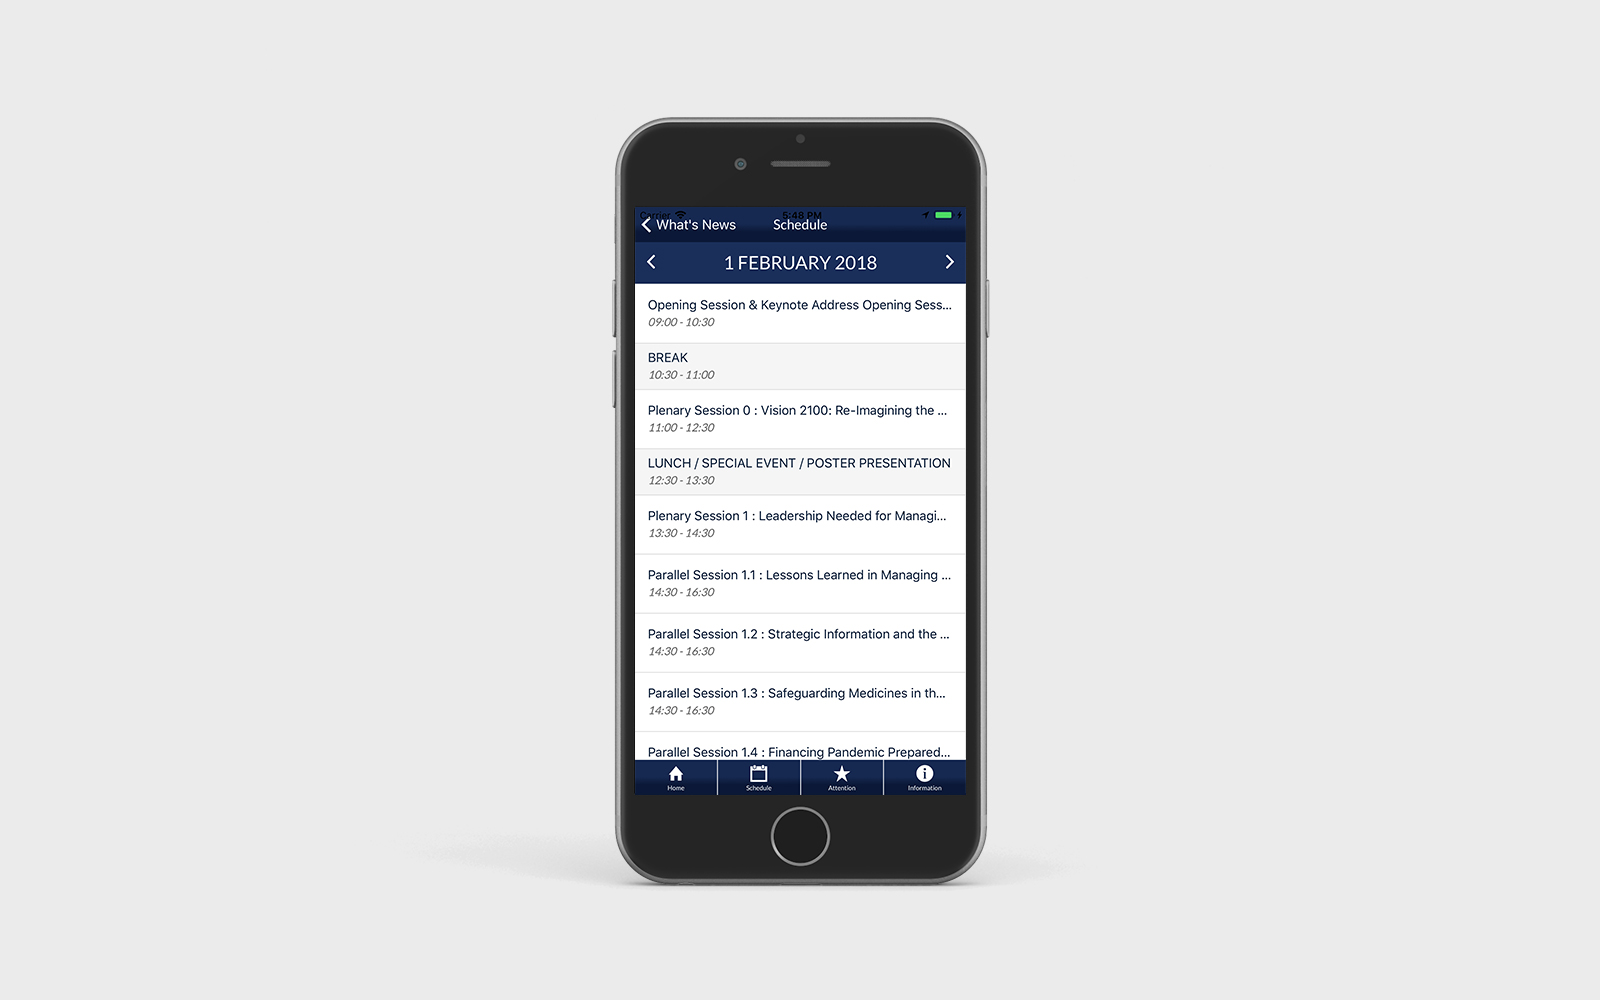 Carrier 5:48 PM
What's News Schedule
1 FEBRUARY 2018
Opening Session & Keynote Address Opening Sess...
09:00 - 10:30
BREAK
10:30 - 11:00
Plenary Session 0 : Vision 2100: Re-Imagining the ...
11:00 - 12:30
LUNCH / SPECIAL EVENT / POSTER PRESENTATION
12:30 - 13:30
Plenary Session 1 : Leadership Needed for Managi...
13:30 - 14:30
Parallel Session 1.1 : Lessons Learned in Managing ...
14:30 - 16:30
Parallel Session 1.2 : Strategic Information and the ...
14:30 - 16:30
Parallel Session 1.3 : Safeguarding Medicines in th...
14:30 - 16:30
Parallel Session 1.4 : Financing Pandemic Prepared...
Home Schedule Attention Information